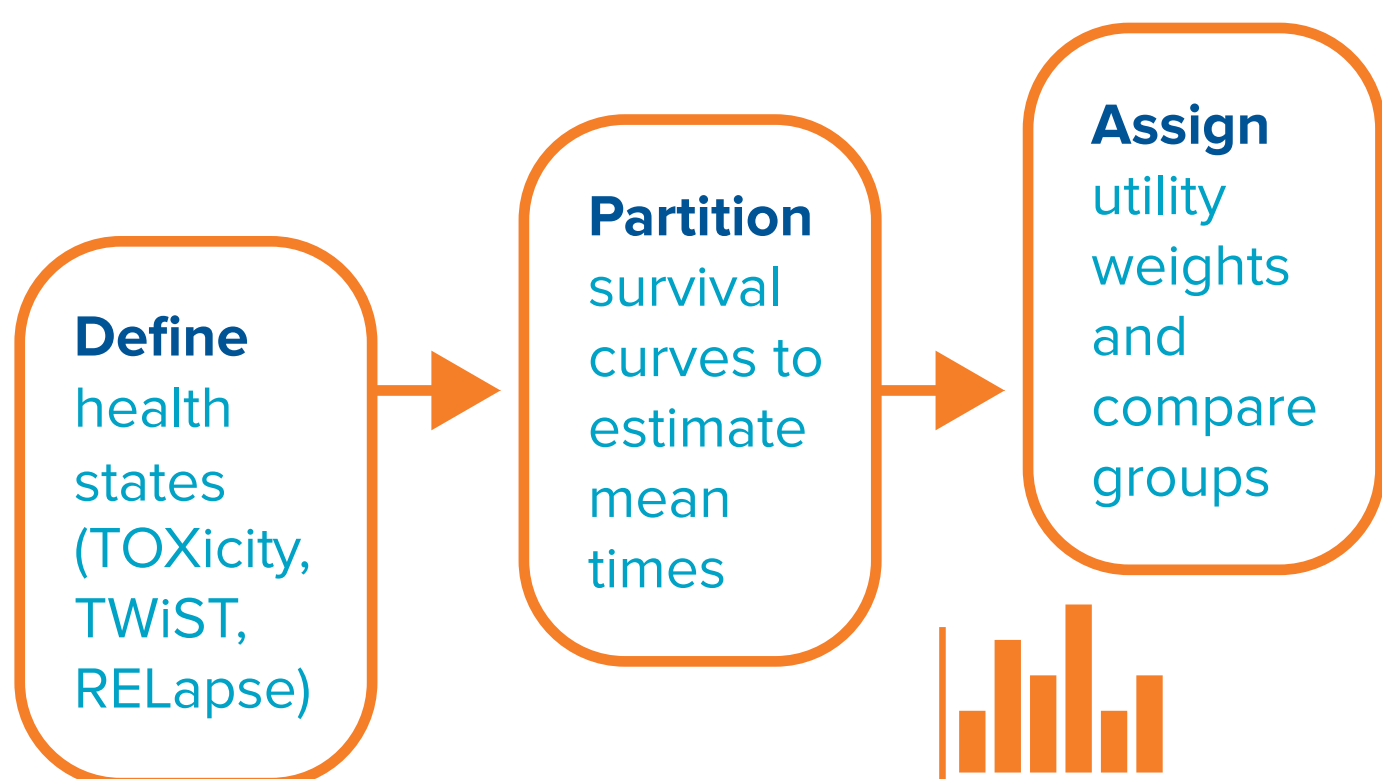 Define
health
states
(TOXicity,
TWiST,
RELapse)
Partition
survival
curves to
estimate
mean
times
Assign
utility
weights
and
compare
groups